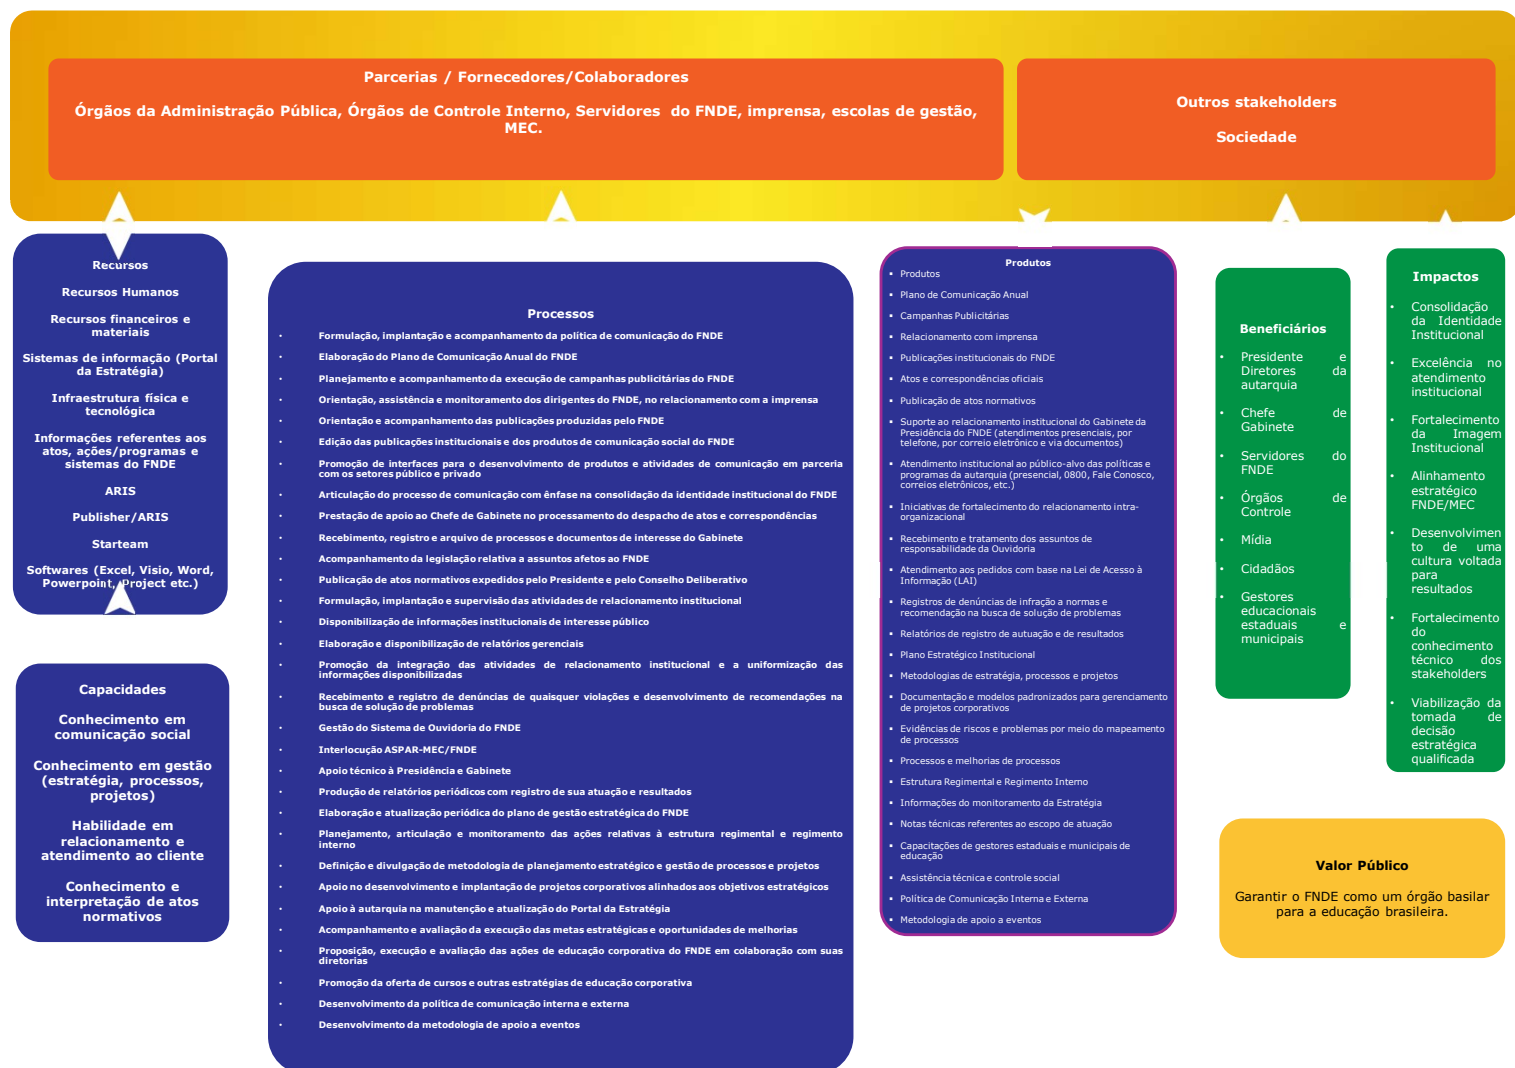 Parcerias / Fornecedores/Colaboradores
Órgãos da Administração Pública, Órgãos de Controle Interno, Servidores do FNDE, imprensa, escolas de gestão,
MEC.
Outros stakeholders
Sociedade
Recursos
Recursos Humanos
Recursos financeiros e
materiais
Sistemas de informação (Portal
da Estratégia)
Infraestrutura física e
tecnológica
Informações referentes aos
atos, ações/programas e
sistemas do FNDE
ARIS
Publisher/ARIS
Starteam
Softwares (Excel, Visio, Word,
Powerpoint, Project etc.)
Capacidades
Conhecimento em
comunicação social
Conhecimento em gestão
(estratégia, processos,
projetos)
Habilidade em
relacionamento e
atendimento ao cliente
Conhecimento e
interpretação de atos
normativos
Processos
• Formulação, implantação e acompanhamento da política de comunicação do FNDE
• Elaboração do Plano de Comunicação Anual do FNDE
• Planejamento e acompanhamento da execução de campanhas publicitárias do FNDE
• Orientação, assistência e monitoramento dos dirigentes do FNDE, no relacionamento com a imprensa
• Orientação e acompanhamento das publicações produzidas pelo FNDE
• Edição das publicações institucionais e dos produtos de comunicação social do FNDE
• Promoção de interfaces para o desenvolvimento de produtos e atividades de comunicação em parceria
com os setores público e privado
• Articulação do processo de comunicação com ênfase na consolidação da identidade institucional do FNDE
• Prestação de apoio ao Chefe de Gabinete no processamento do despacho de atos e correspondências
• Recebimento, registro e arquivo de processos e documentos de interesse do Gabinete
• Acompanhamento da legislação relativa a assuntos afetos ao FNDE
• Publicação de atos normativos expedidos pelo Presidente e pelo Conselho Deliberativo
• Formulação, implantação e supervisão das atividades de relacionamento institucional
• Disponibilização de informações institucionais de interesse público
• Elaboração e disponibilização de relatórios gerenciais
• Promoção da integração das atividades de relacionamento institucional e a uniformização das
informações disponibilizadas
• Recebimento e registro de denúncias de quaisquer violações e desenvolvimento de recomendações na
busca de solução de problemas
• Gestão do Sistema de Ouvidoria do FNDE
• Interlocução ASPAR-MEC/FNDE
• Apoio técnico à Presidência e Gabinete
• Produção de relatórios periódicos com registro de sua atuação e resultados
• Elaboração e atualização periódica do plano de gestão estratégica do FNDE
• Planejamento, articulação e monitoramento das ações relativas à estrutura regimental e regimento
interno
• Definição e divulgação de metodologia de planejamento estratégico e gestão de processos e projetos
• Apoio no desenvolvimento e implantação de projetos corporativos alinhados aos objetivos estratégicos
• Apoio à autarquia na manutenção e atualização do Portal da Estratégia
• Acompanhamento e avaliação da execução das metas estratégicas e oportunidades de melhorias
• Proposição, execução e avaliação das ações de educação corporativa do FNDE em colaboração com suas
diretorias
• Promoção da oferta de cursos e outras estratégias de educação corporativa
• Desenvolvimento da política de comunicação interna e externa
• Desenvolvimento da metodologia de apoio a eventos
Produtos
▪ Produtos
▪ Plano de Comunicação Anual
▪ Campanhas Publicitárias
▪ Relacionamento com imprensa
▪ Publicações institucionais do FNDE
▪ Atos e correspondências oficiais
▪ Publicação de atos normativos
▪ Suporte ao relacionamento institucional do Gabinete da
Presidência do FNDE (atendimentos presenciais, por
telefone, por correio eletrônico e via documentos)
▪ Atendimento institucional ao público-alvo das políticas e
programas da autarquia (presencial, 0800, Fale Conosco,
correios eletrônicos, etc.)
▪ Iniciativas de fortalecimento do relacionamento intra-
organizacional
▪ Recebimento e tratamento dos assuntos de
responsabilidade da Ouvidoria
▪ Atendimento aos pedidos com base na Lei de Acesso à
Informação (LAI)
▪ Registros de denúncias de infração a normas e
recomendação na busca de solução de problemas
▪ Relatórios de registro de autuação e de resultados
▪ Plano Estratégico Institucional
▪ Metodologias de estratégia, processos e projetos
▪ Documentação e modelos padronizados para gerenciamento
de projetos corporativos
▪ Evidências de riscos e problemas por meio do mapeamento
de processos
▪ Processos e melhorias de processos
▪ Estrutura Regimental e Regimento Interno
▪ Informações do monitoramento da Estratégia
▪ Notas técnicas referentes ao escopo de atuação
▪ Capacitações de gestores estaduais e municipais de
educação
▪ Assistência técnica e controle social
▪ Política de Comunicação Interna e Externa
▪ Metodologia de apoio a eventos
Beneficiários
• Presidente e
Diretores da
autarquia
• Chefe de
Gabinete
• Servidores do
FNDE
• Órgãos de
Controle
• Mídia
• Cidadãos
• Gestores
educacionais
estaduais e
municipais
Impactos
• Consolidação
da Identidade
Institucional
• Excelência no
atendimento
institucional
• Fortalecimento
da Imagem
Institucional
• Alinhamento
estratégico
FNDE/MEC
• Desenvolvimen
to de uma
cultura voltada
para
resultados
• Fortalecimento
do
conhecimento
técnico dos
stakeholders
• Viabilização da
tomada de
decisão
estratégica
qualificada
Valor Público
Garantir o FNDE como um órgão basilar
para a educação brasileira.